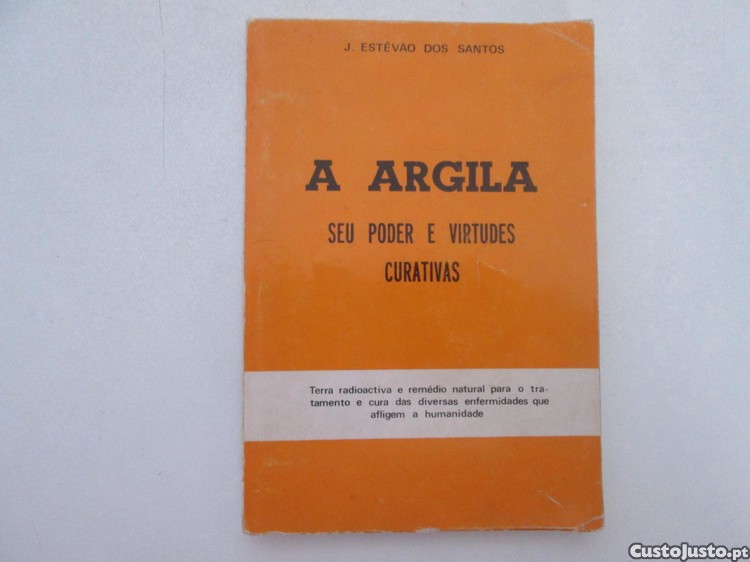 J. ESTÊVÃO DOS SANTOS
A ARGILA
SEU PODER E VIRTUDES
CURATIVAS
Terra radioactiva e remédio natural para o tra-
tamento e cura das diversas enfermidades que
afligem a humanidade
CustoJusto.pt